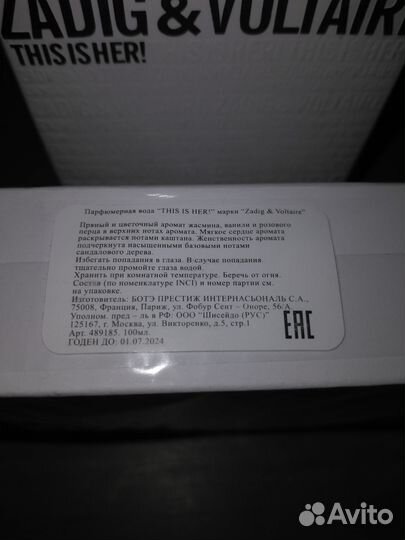 ZADIG & VOLTAIRE
THIS IS HER!
Парфюмерная вода "THIS IS HER!" марки "Zadig & Voltaire"
Пряный и цветочный аромат жасмина, ванили и розового
перца в верхних нотах аромата. Мягкое сердце аромата
раскрывается нотами каштана. Женственность аромата
подчеркнута насыщенными базовыми нотами
сандалового дерева.
Избегать попадания в глаза. В случае попадания
тщательно промойте глаза водой.
Хранить при комнатной температуре. Беречь от огня.
Состав (по номенклатуре INCI) и номер партии см.
на упаковке.
Изготовитель: БОТЭ ПРЕСТИЖ ИНТЕРНАСЬОНАЛЬ С.А.,
75008, Франция, Париж, ул. Фобур Сент - Оноре, 56/А.
Уполном. пред - ль в РФ: ООО "Шисейдо (РУС)"
125167, г. Москва, ул. Викторенко, д.5, стр.1
Арт. 489185. 100мл.
ГОДЕН ДО: 01.07.2024
EAC
Avito